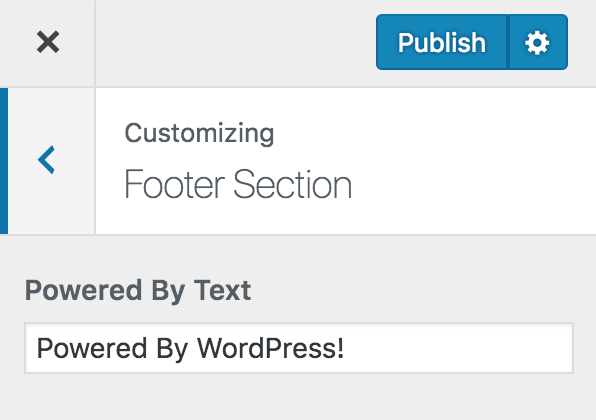 Publish
Customizing
Footer Section
Powered By Text
Powered By WordPress!